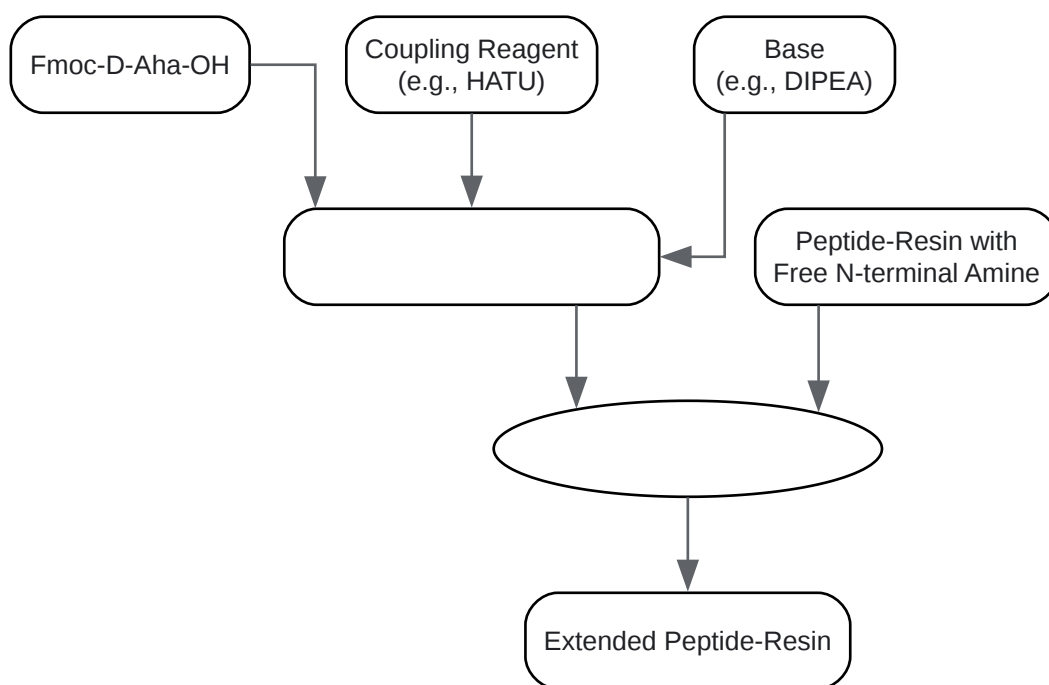 Fmoc-D-Aha-OH
Coupling Reagent
(e.g., HATU)
Base
(e.g., DIPEA)
Peptide-Resin with
Free N-terminal Amine
Extended Peptide-Resin